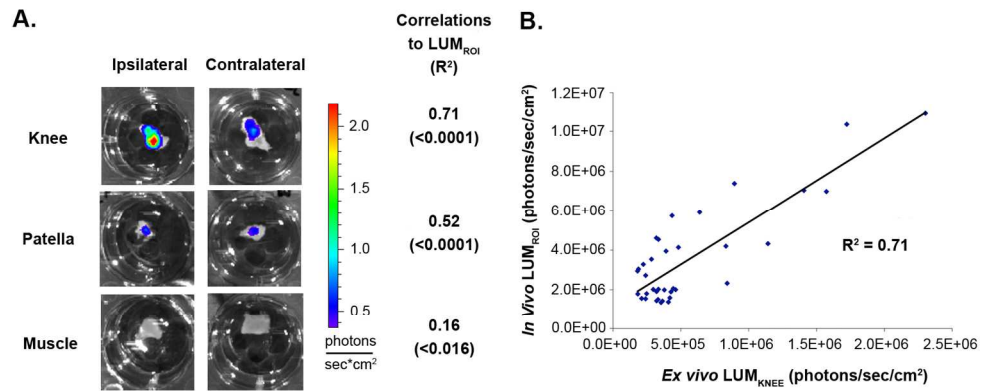 A.
Ipsilateral Contralateral
Correlations
to LUM_ROI
(R²)
Knee
0.71
(<0.0001)
Patella
0.52
(<0.0001)
Muscle
0.16
(<0.016)
2.0
1.5
1.0
0.5
photons
sec*cm²
B.
In Vivo LUM_ROI (photons/sec/cm²)
1.2E+07
1.0E+07
8.0E+06
6.0E+06
4.0E+06
2.0E+06
0.0E+00
R² = 0.71
0.0E+00 5.0E+05 1.0E+06 1.5E+06 2.0E+06 2.5E+06
Ex vivo LUM_KNEE (photons/sec/cm²)